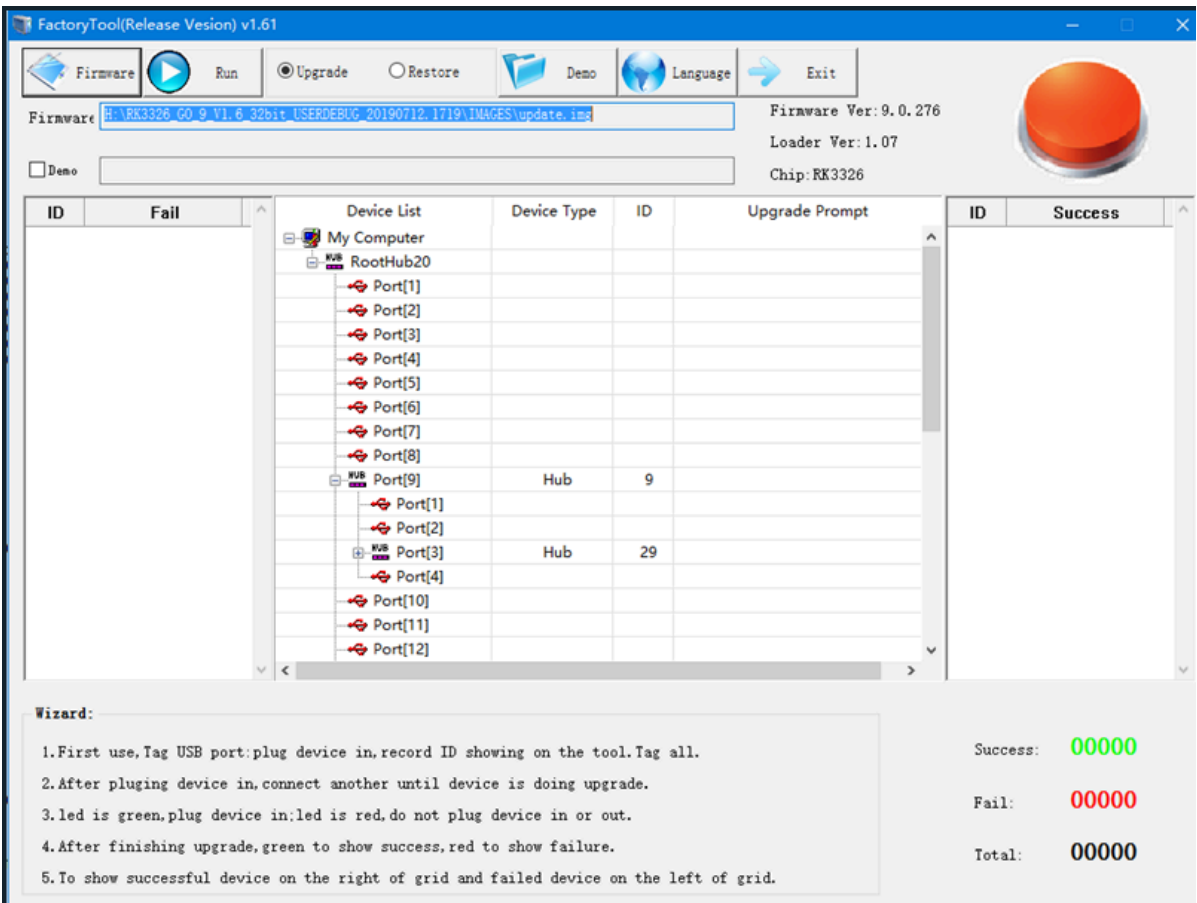 FactoryTool(Release Vesion) v1.61
Firmware Run Upgrade Restore Demo Language Exit
Firmware H:\RK3326_GO_9_V1.6_32bit_USERDEBUG_20190712.1719\IMAGES\update.img
Firmware Ver:9.0.276
Loader Ver:1.07
Demo
Chip:RK3326
ID Fail Device List Device Type ID Upgrade Prompt ID Success
My Computer
HUB RootHub20
Port[1]
Port[2]
Port[3]
Port[4]
Port[5]
Port[6]
Port[7]
Port[8]
HUB Port[9] Hub 9
Port[1]
Port[2]
HUB Port[3] Hub 29
Port[4]
Port[10]
Port[11]
Port[12]
Wizard:
1.First use,Tag USB port:plug device in,record ID showing on the tool.Tag all.
2.After pluging device in,connect another until device is doing upgrade.
3.led is green,plug device in;led is red,do not plug device in or out.
4.After finishing upgrade,green to show success,red to show failure.
5.To show successful device on the right of grid and failed device on the left of grid.
Success: 00000
Fail: 00000
Total: 00000